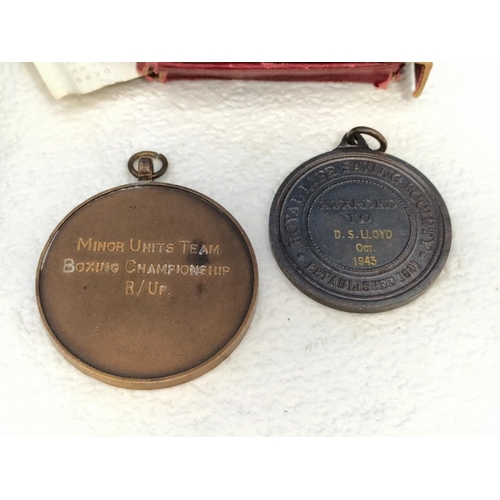 MINOR UNITS TEAM
BOXING CHAMPIONSHIP
R/UP.
ROYAL LIFE SAVING SOCIETY
AWARDED
TO
D. S. LLOYD
OCT.
1943
ESTABLISHED 1891